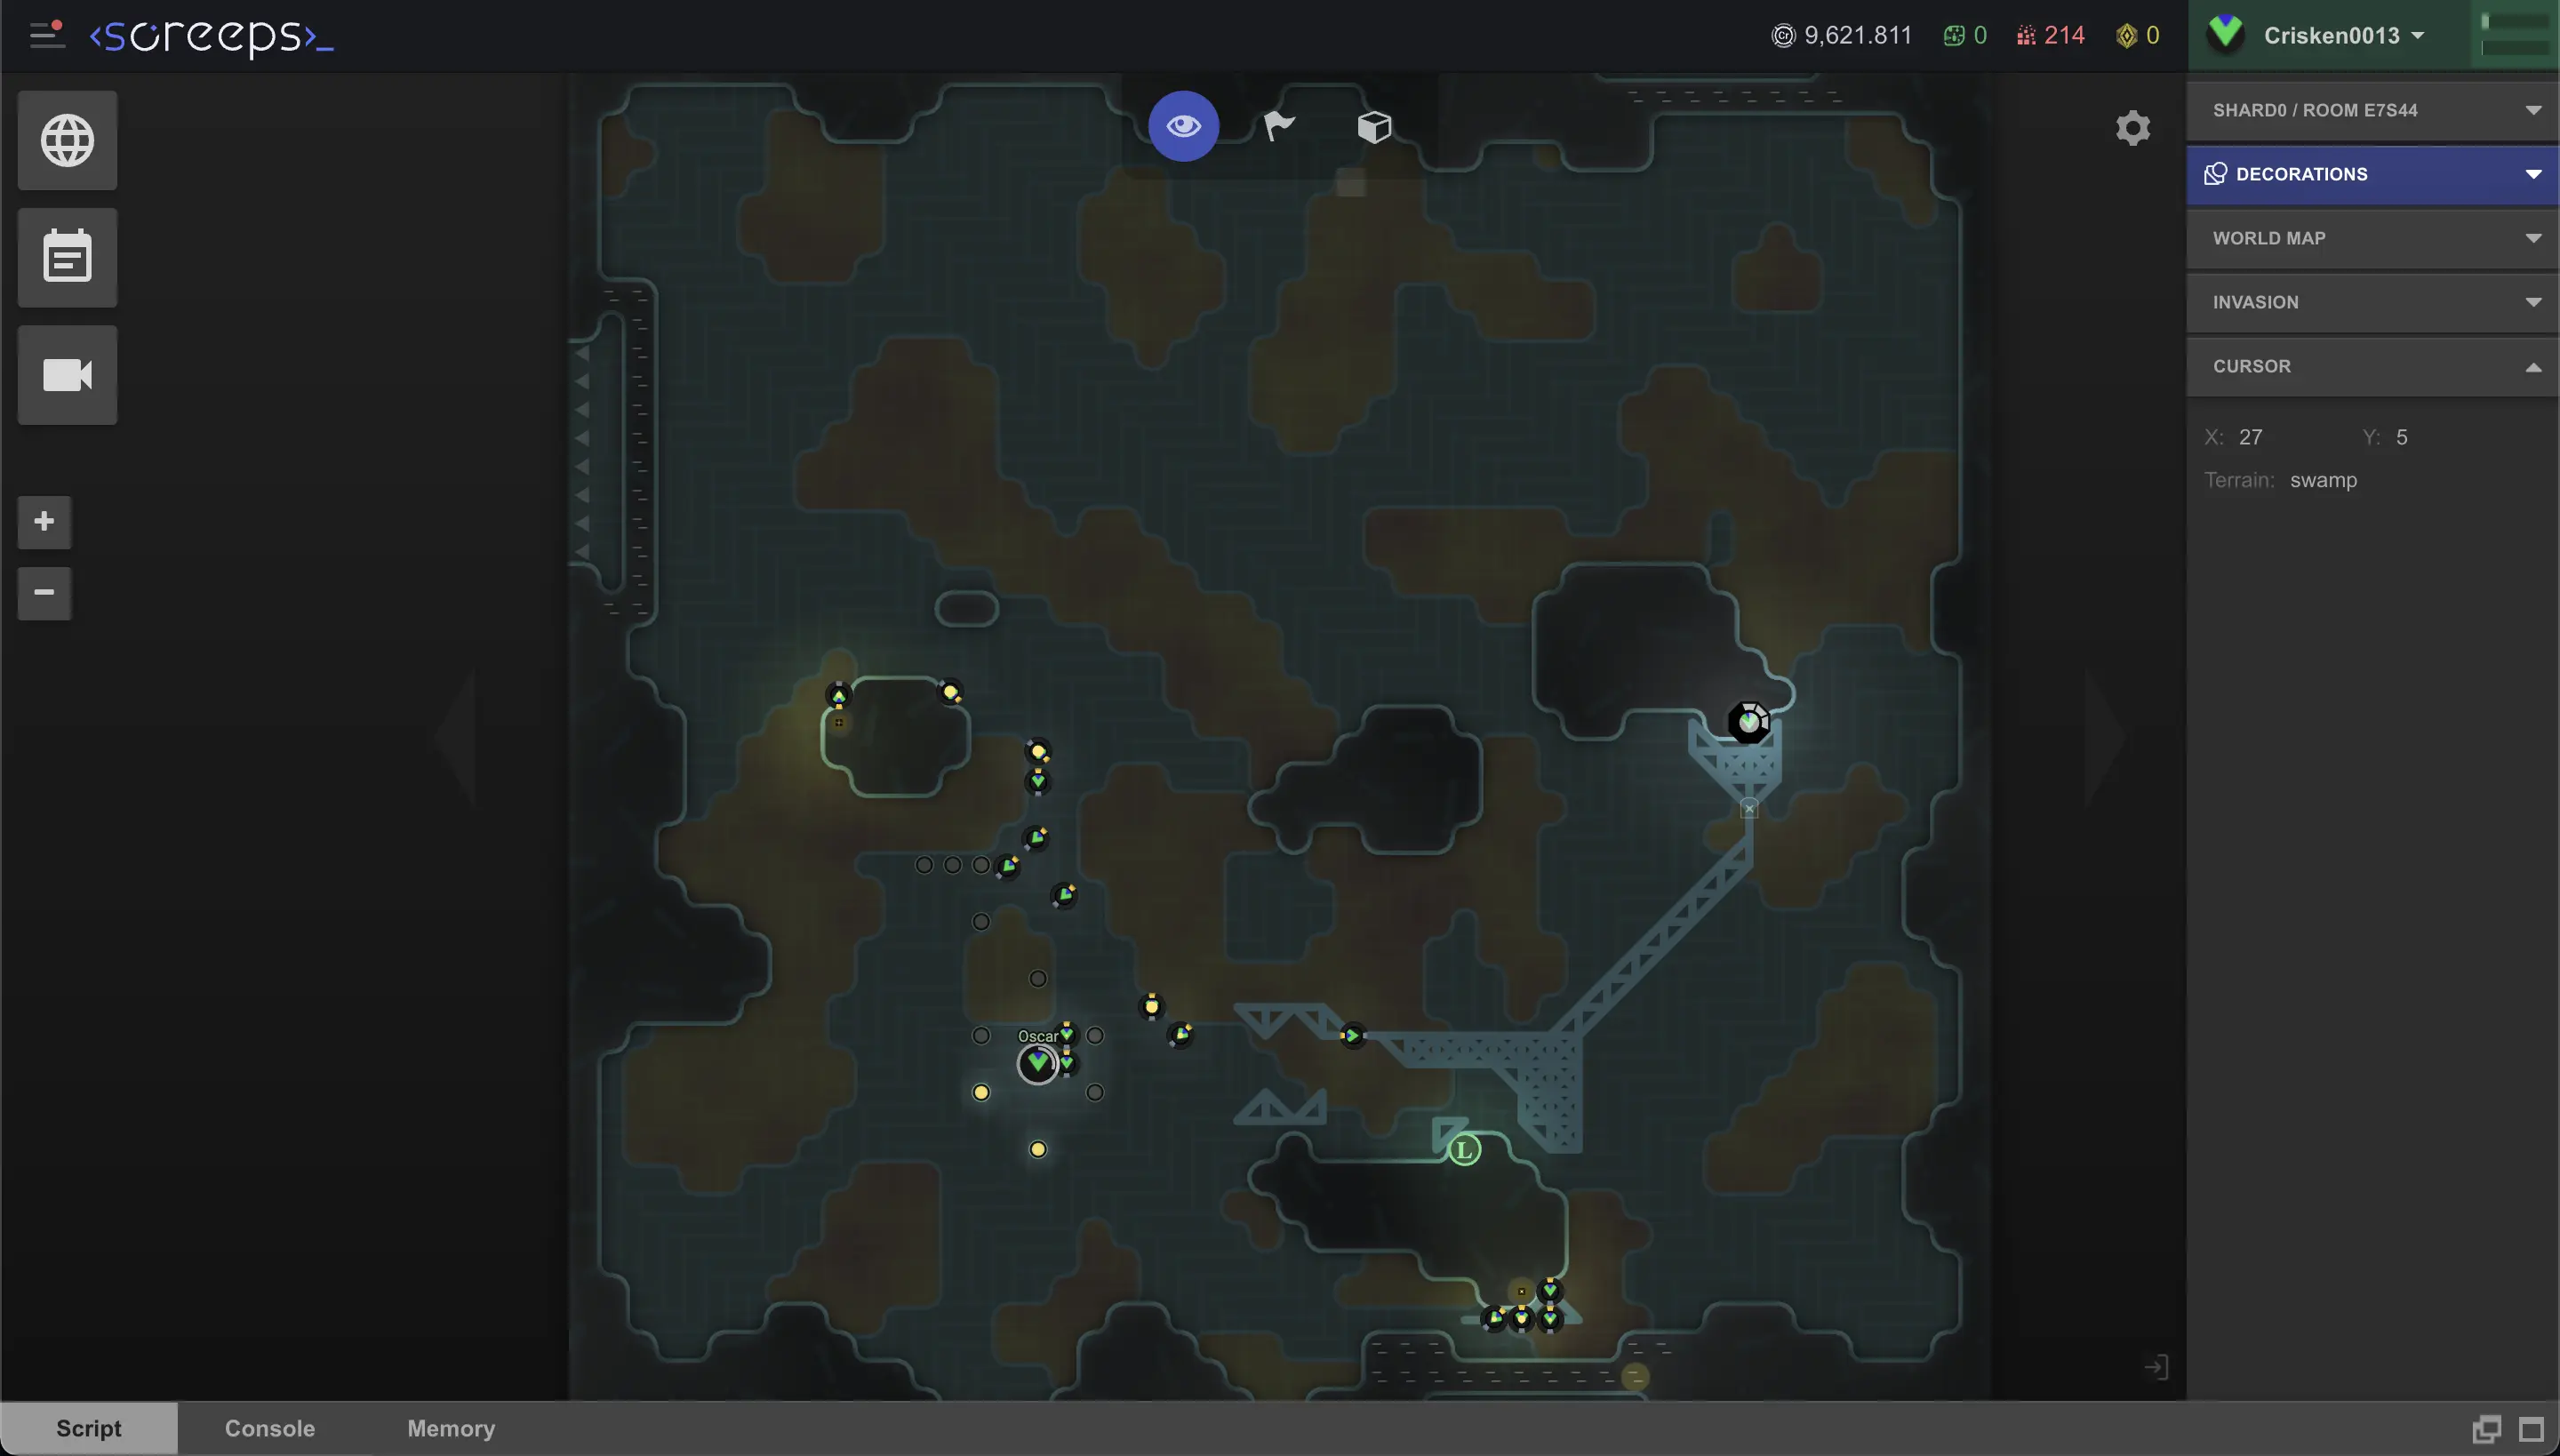 <screeps>_
9,621.811
0
214
0
Crisken0013
SHARD0 / ROOM E7S44
DECORATIONS
WORLD MAP
INVASION
CURSOR
X: 27 Y: 5
Terrain: swamp
Oscar
L
Script Console Memory